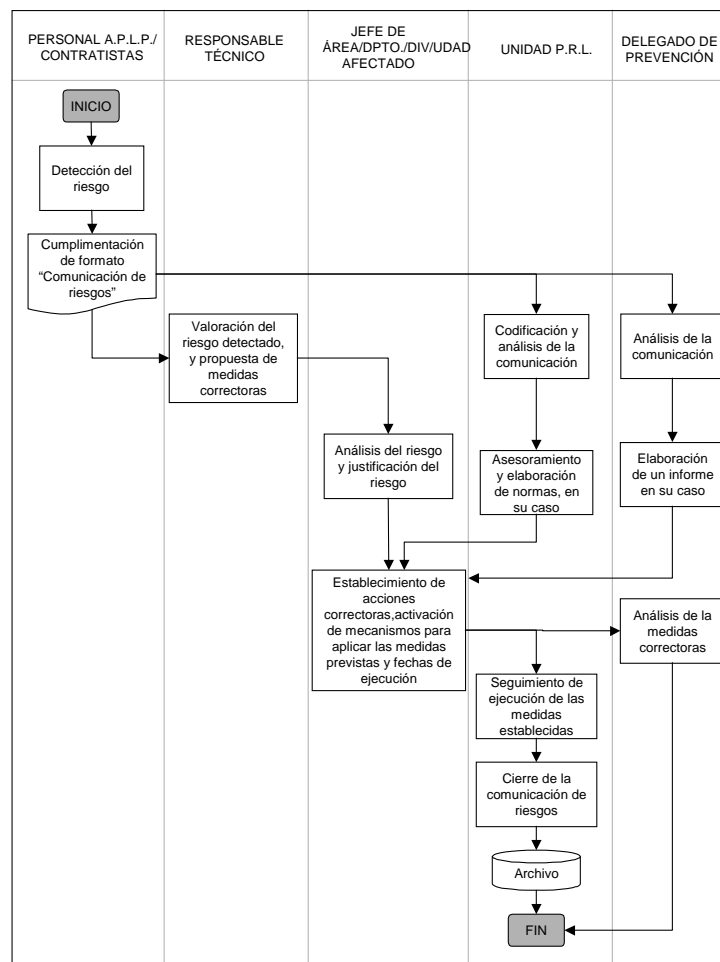 PERSONAL A.P.L.P./
CONTRATISTAS
RESPONSABLE
TÉCNICO
JEFE DE
ÁREA/DPTO./DIV/UDAD
AFECTADO
UNIDAD P.R.L.
DELEGADO DE
PREVENCIÓN
INICIO
Detección del
riesgo
Cumplimentación
de formato
“Comunicación de
riesgos”
Valoración del
riesgo detectado,
y propuesta de
medidas
correctoras
Codificación y
análisis de la
comunicación
Análisis de la
comunicación
Análisis del riesgo
y justificación del
riesgo
Asesoramiento
y elaboración
de normas, en
su caso
Elaboración
de un informe
en su caso
Establecimiento de
acciones
correctoras,activación
de mecanismos para
aplicar las medidas
previstas y fechas de
ejecución
Análisis de la
medidas
correctoras
Seguimiento de
ejecución de las
medidas
establecidas
Cierre de la
comunicación de
riesgos
Archivo
FIN